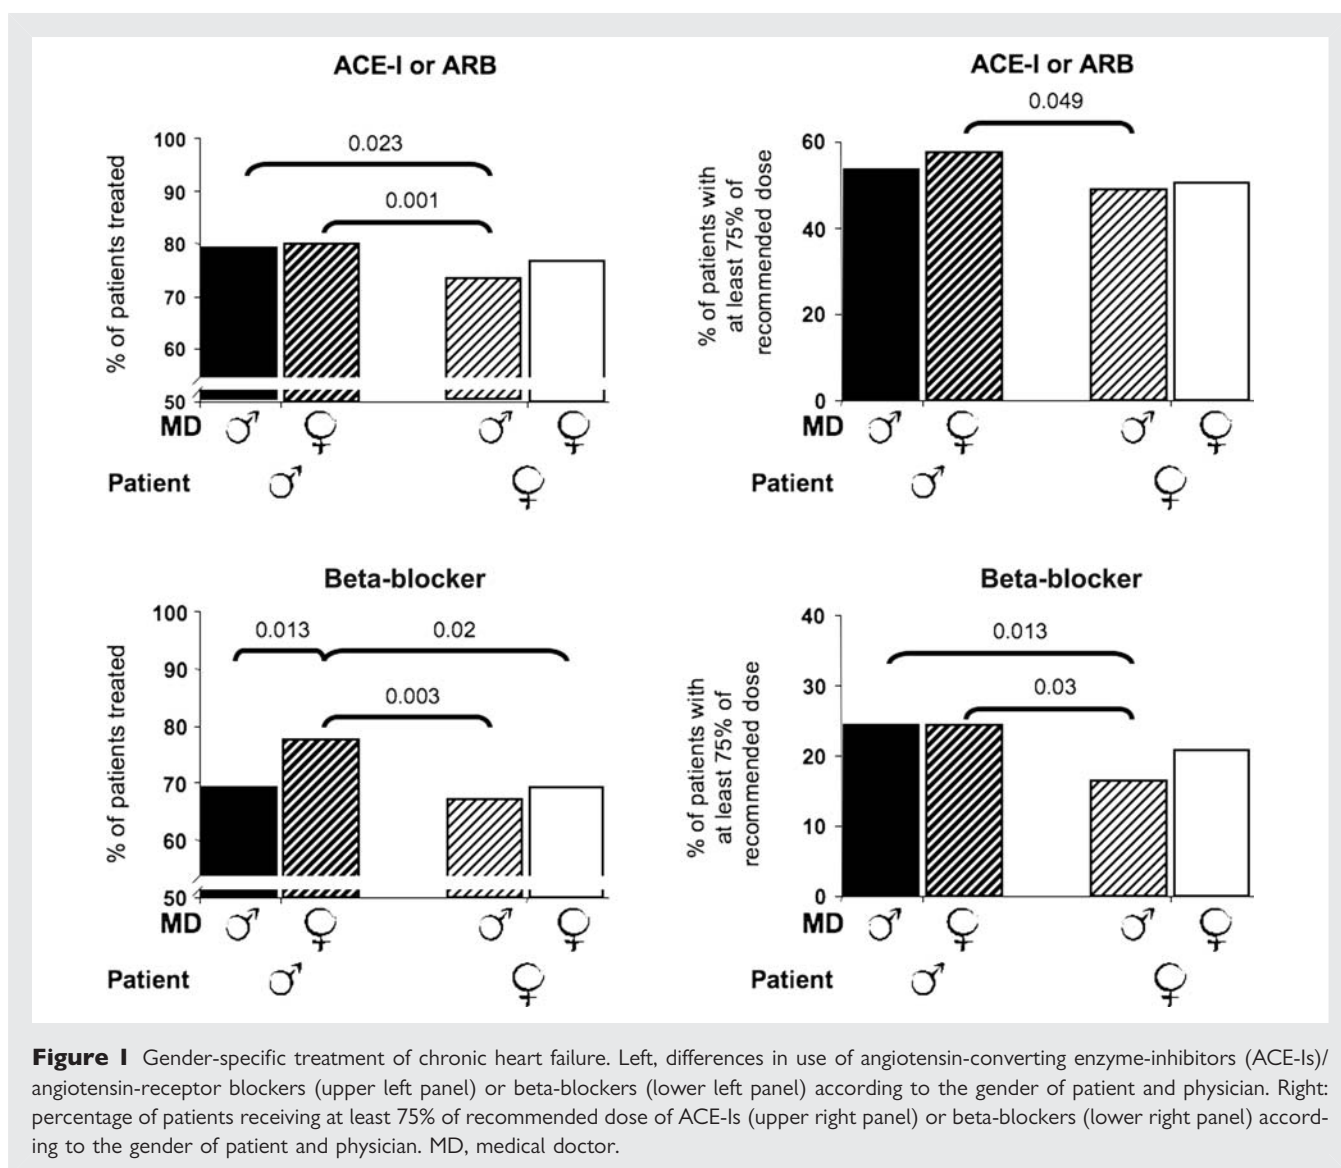 ACE-I or ARB
% of patients treated
100
90
80
70
60
50
0.023
0.001
MD ♂ ♀ ♂ ♀
Patient ♂ ♀
ACE-I or ARB
% of patients with
at least 75% of
recommended dose
60
40
20
0
0.049
MD ♂ ♀ ♂ ♀
Patient ♂ ♀
Beta-blocker
% of patients treated
100
90
80
70
60
50
0.013
0.02
0.003
MD ♂ ♀ ♂ ♀
Patient ♂ ♀
Beta-blocker
% of patients with
at least 75% of
recommended dose
40
30
20
10
0
0.013
0.03
MD ♂ ♀ ♂ ♀
Patient ♂ ♀
Figure 1 Gender-specific treatment of chronic heart failure. Left, differences in use of angiotensin-converting enzyme-inhibitors (ACE-Is)/
angiotensin-receptor blockers (upper left panel) or beta-blockers (lower left panel) according to the gender of patient and physician. Right:
percentage of patients receiving at least 75% of recommended dose of ACE-Is (upper right panel) or beta-blockers (lower right panel) accord-
ing to the gender of patient and physician. MD, medical doctor.